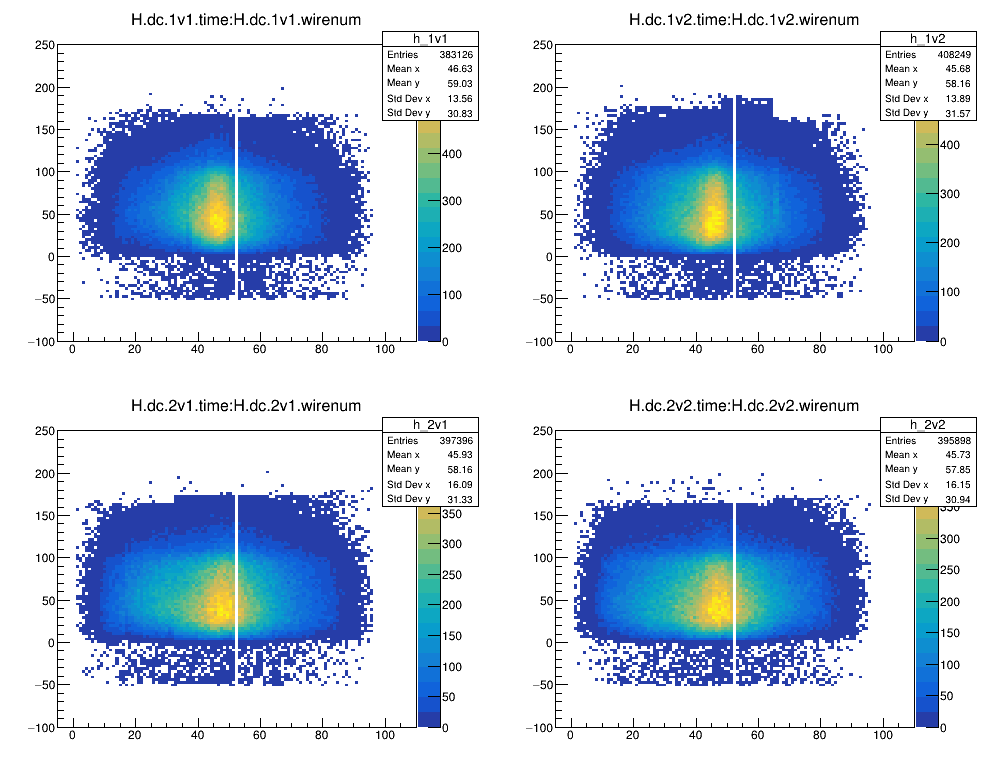 H.dc.1v1.time:H.dc.1v1.wirenum
h_1v1
Entries 383126
Mean x 46.63
Mean y 59.03
Std Dev x 13.56
Std Dev y 30.83
250
200
150
100
50
0
−50
−100
0 20 40 60 80 100
400
300
200
100
0
H.dc.1v2.time:H.dc.1v2.wirenum
h_1v2
Entries 408249
Mean x 45.68
Mean y 58.16
Std Dev x 13.89
Std Dev y 31.57
250
200
150
100
50
0
−50
−100
0 20 40 60 80 100
400
300
200
100
0
H.dc.2v1.time:H.dc.2v1.wirenum
h_2v1
Entries 397396
Mean x 45.93
Mean y 58.16
Std Dev x 16.09
Std Dev y 31.33
250
200
150
100
50
0
−50
−100
0 20 40 60 80 100
350
300
250
200
150
100
50
0
H.dc.2v2.time:H.dc.2v2.wirenum
h_2v2
Entries 395898
Mean x 45.73
Mean y 57.85
Std Dev x 16.15
Std Dev y 30.94
250
200
150
100
50
0
−50
−100
0 20 40 60 80 100
350
300
250
200
150
100
50
0